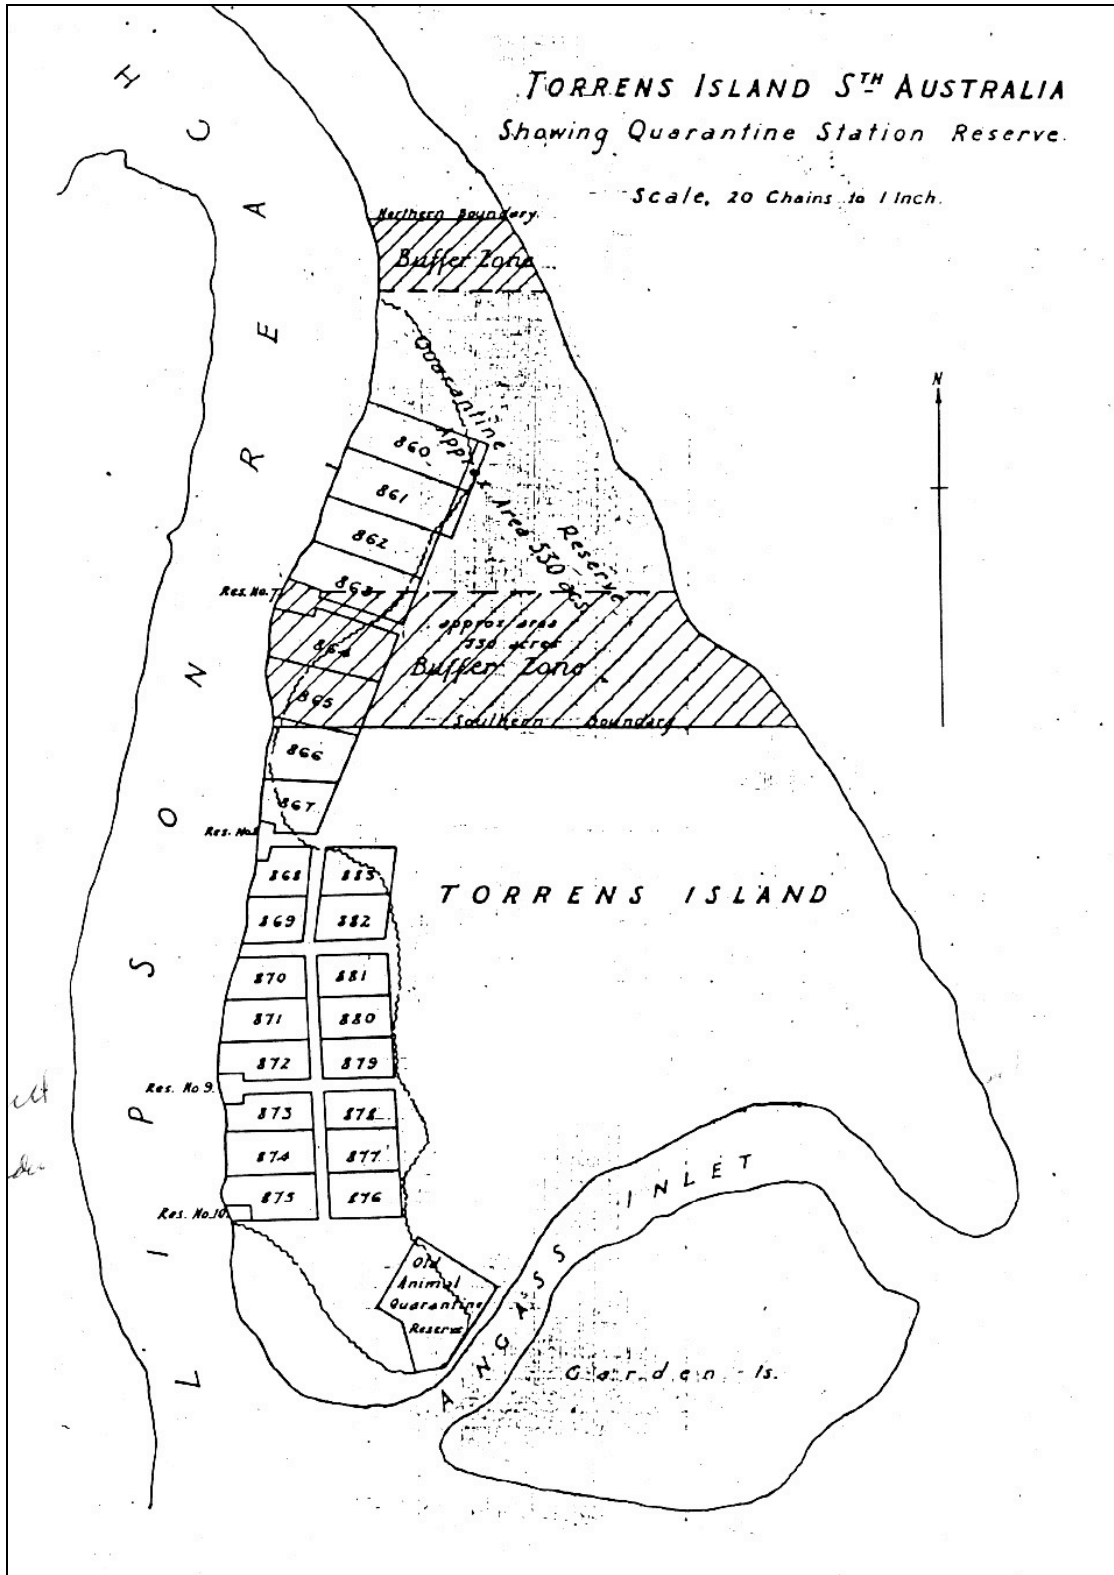 TORRENS ISLAND STH AUSTRALIA
Showing Quarantine Station Reserve.
Scale, 20 Chains to 1 Inch.
N
LIPSON REACH
Northern Boundary.
Buffer Zone
Quarantine
Reserve
Approx Area 530 acs.
860
861
862
863
Res. No. 7
approx area
330 acres
864
Buffer Zone
865
Southern Boundary
866
867
Res. No. 8
868
883
869
882
TORRENS ISLAND
870
881
871
880
872
879
Res. No 9.
873
878
874
877
875
876
Res. No. 10.
Old
Animal
Quarantine
Reserve
ANGASS INLET
Garden Is.